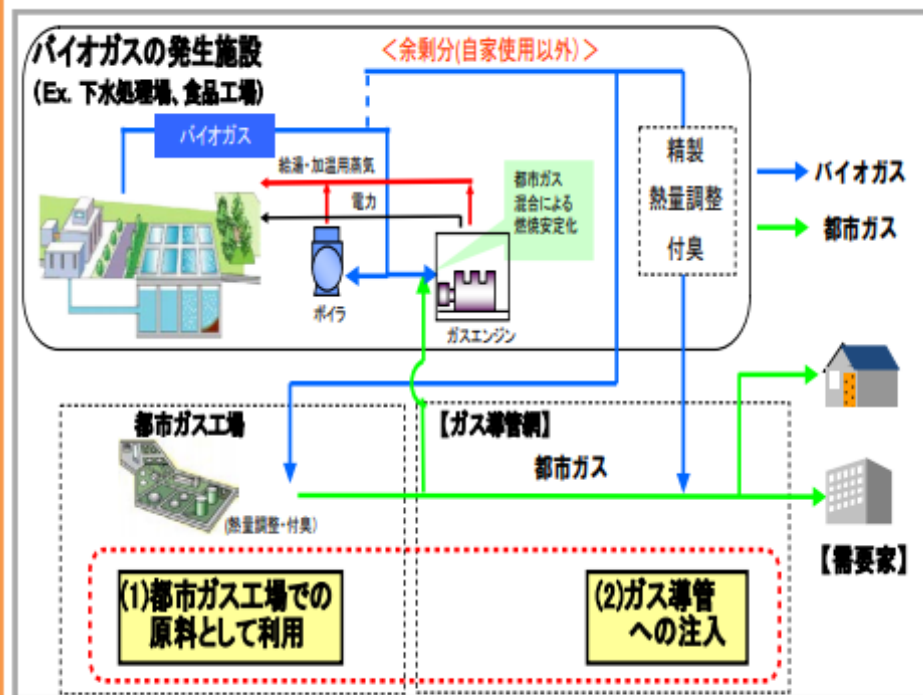 バイオガスの発生施設
(Ex. 下水処理場、食品工場)
＜余剰分(自家使用以外)＞
バイオガス
給湯・加温用蒸気
電力
都市ガス
混合による
燃焼安定化
ボイラ
ガスエンジン
精製
熱量調整
付臭
バイオガス
都市ガス
都市ガス工場
(熱量調整・付臭)
【ガス導管網】
都市ガス
【需要家】
(1)都市ガス工場での
原料として利用
(2)ガス導管
への注入